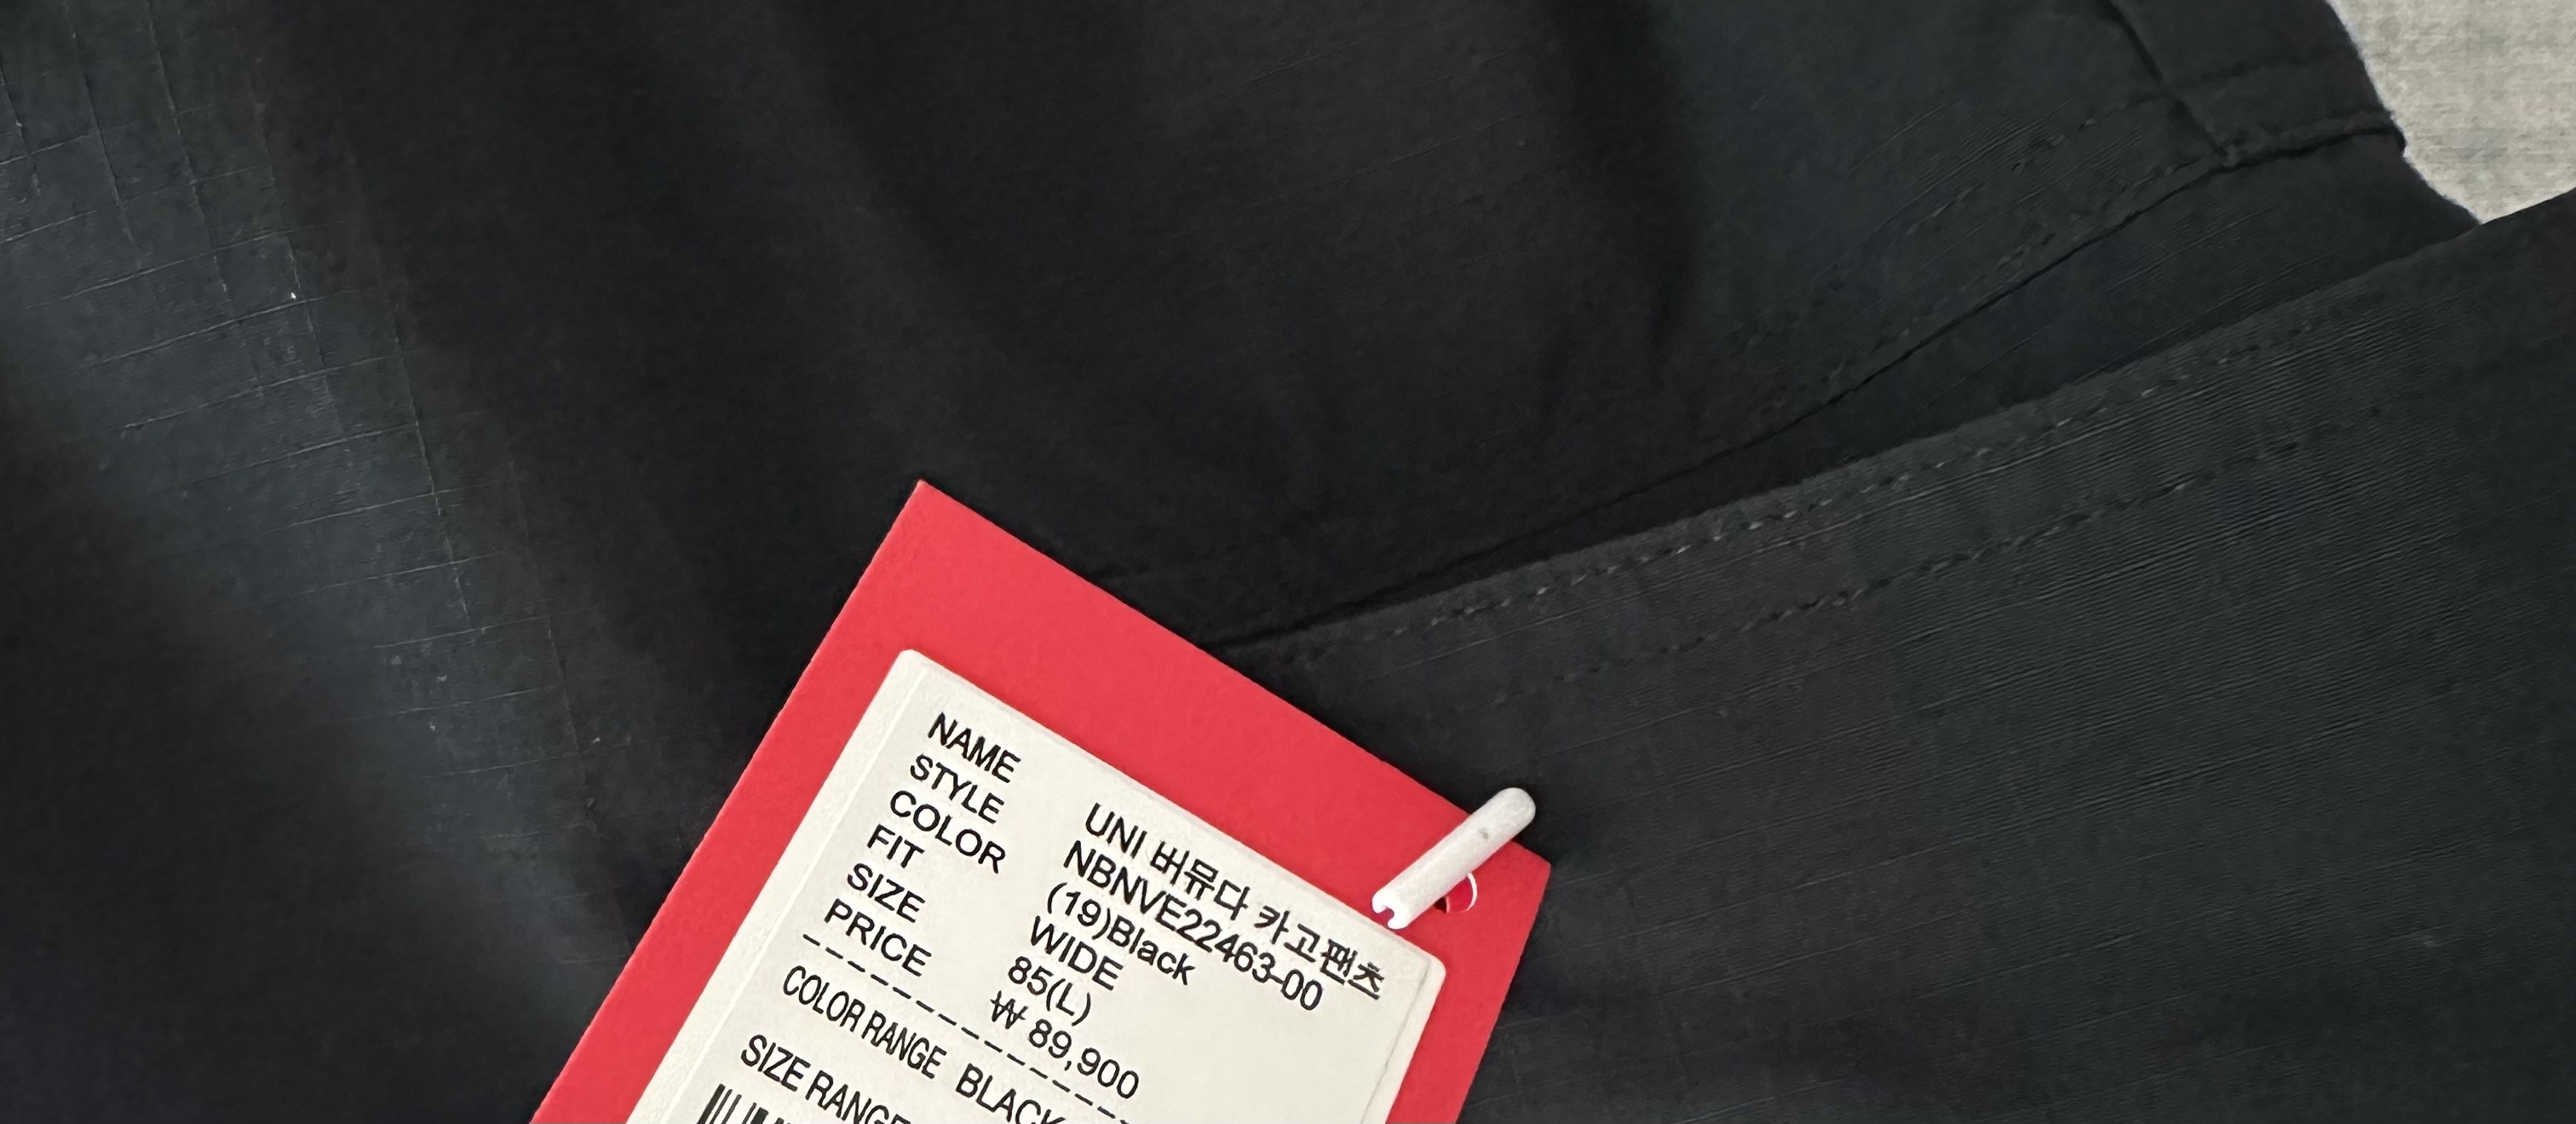 NAME UNI 버뮤다 카고팬츠
STYLE NBNVE22463-00
COLOR (19)Black
FIT WIDE
SIZE 85(L)
PRICE ₩ 89,900
COLOR RANGE BLACK
SIZE RANGE